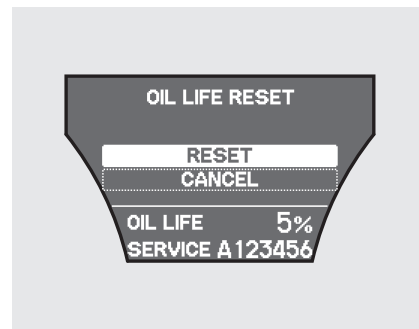 OIL LIFE RESET
RESET
CANCEL
OIL LIFE 5%
SERVICE A123456